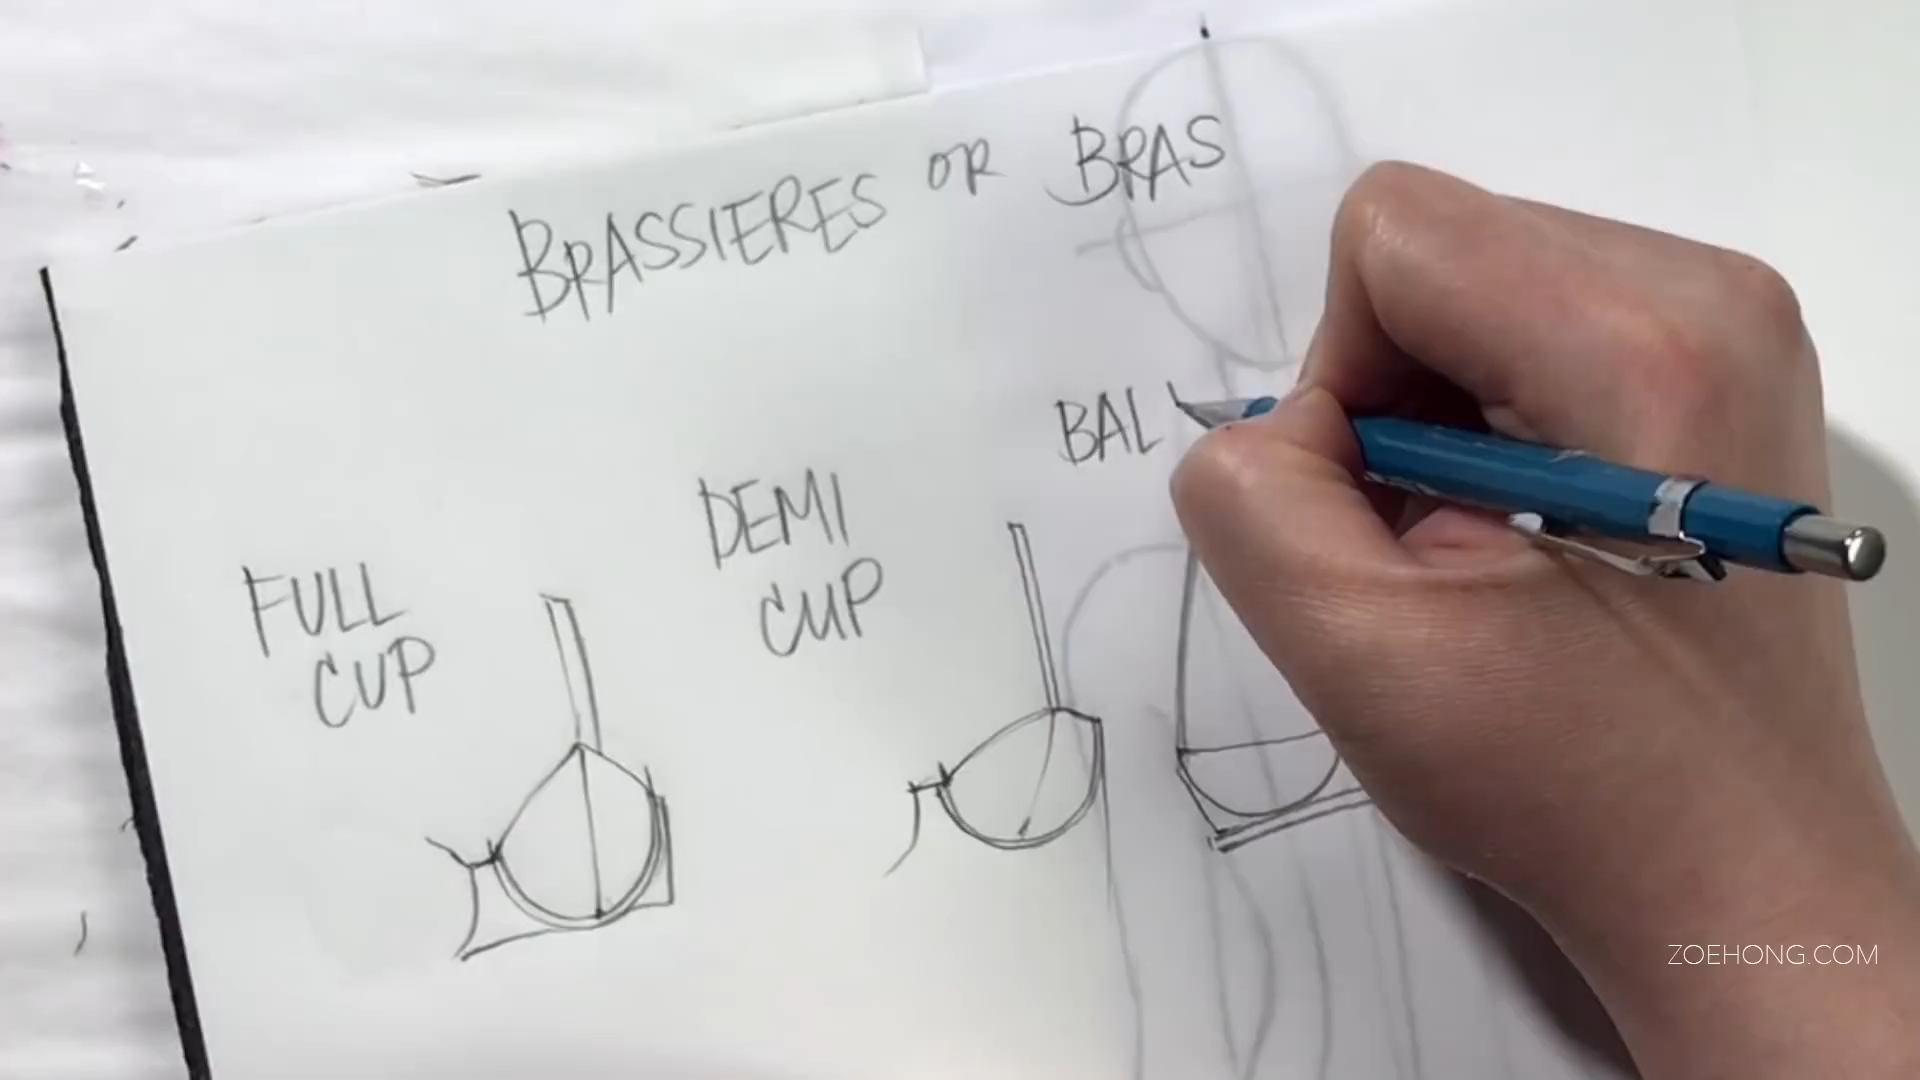 BRASSIERES OR BRAS
FULL
CUP
DEMI
CUP
BAL
ZOEHONG.COM